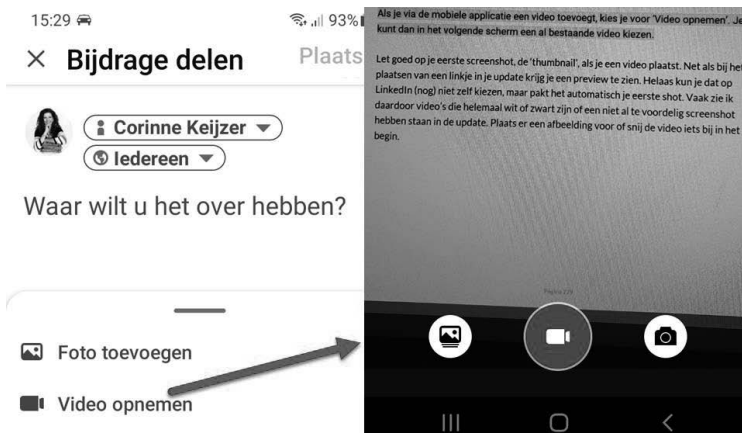 15:29 93%
Bijdrage delen Plaats
Corinne Keijzer
Iedereen
Waar wilt u het over hebben?
Foto toevoegen
Video opnemen
Als je via de mobiele applicatie een video toevoegt, kies je voor ‘Video opnemen’. Je
kunt dan in het volgende scherm een al bestaande video kiezen.
Let goed op je eerste screenshot, de ‘thumbnail’, als je een video plaatst. Net als bij het
plaatsen van een linkje in je update krijg je een preview te zien. Helaas kun je dat op
LinkedIn (nog) niet zelf kiezen, maar pakt het automatisch je eerste shot. Vaak zie ik
daardoor video’s die helemaal wit of zwart zijn of een niet al te voordelig screenshot
hebben staan in de update. Plaats er een afbeelding voor of snij de video iets bij in het
begin.